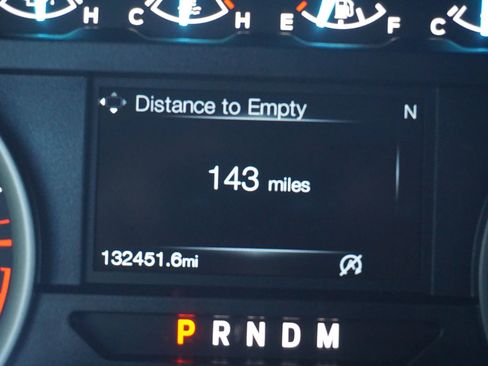 H C H E F C
Distance to Empty N
143 miles
132451.6mi
P R N D M